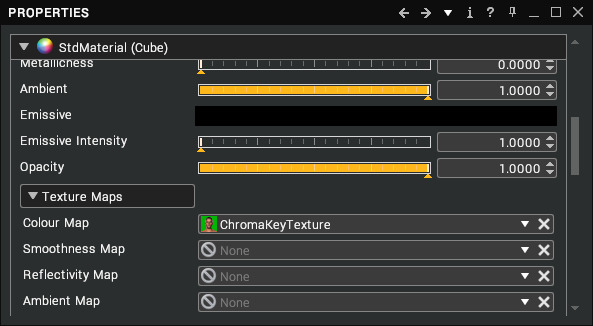 PROPERTIES
StdMaterial (Cube)
Metallicness 0.0000
Ambient 1.0000
Emissive
Emissive Intensity 1.0000
Opacity 1.0000
Texture Maps
Colour Map ChromaKeyTexture
Smoothness Map None
Reflectivity Map None
Ambient Map None